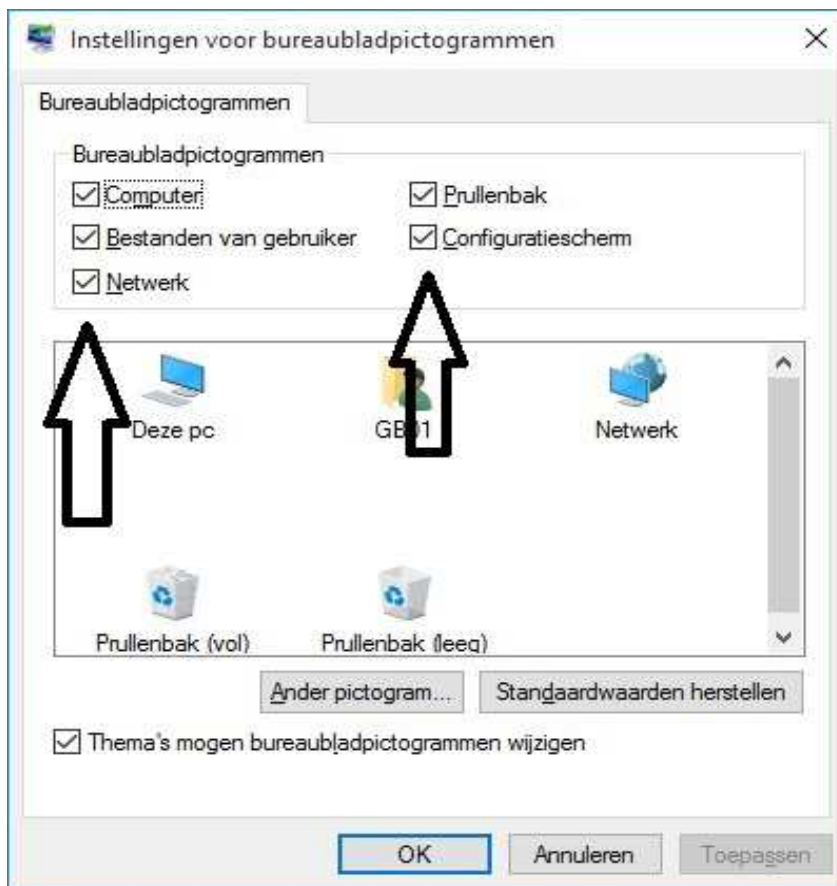 Instellingen voor bureaubladpictogrammen
Bureaubladpictogrammen
Bureaubladpictogrammen
Computer
Prullenbak
Bestanden van gebruiker
Configuratiescherm
Netwerk
Deze pc
GB01
Netwerk
Prullenbak (vol)
Prullenbak (leeg)
Ander pictogram...
Standaardwaarden herstellen
Thema's mogen bureaubladpictogrammen wijzigen
OK
Annuleren
Toepassen